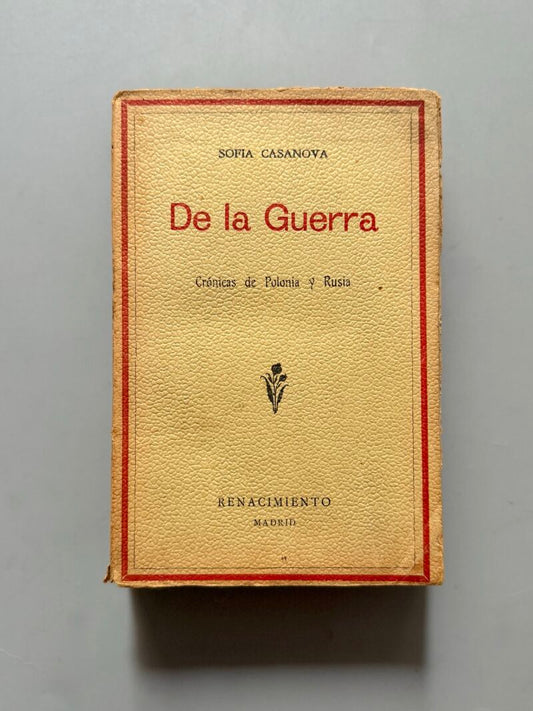 SOFIA CASANOVA
De la Guerra
Crónicas de Polonia y Rusia
RENACIMIENTO
MADRID